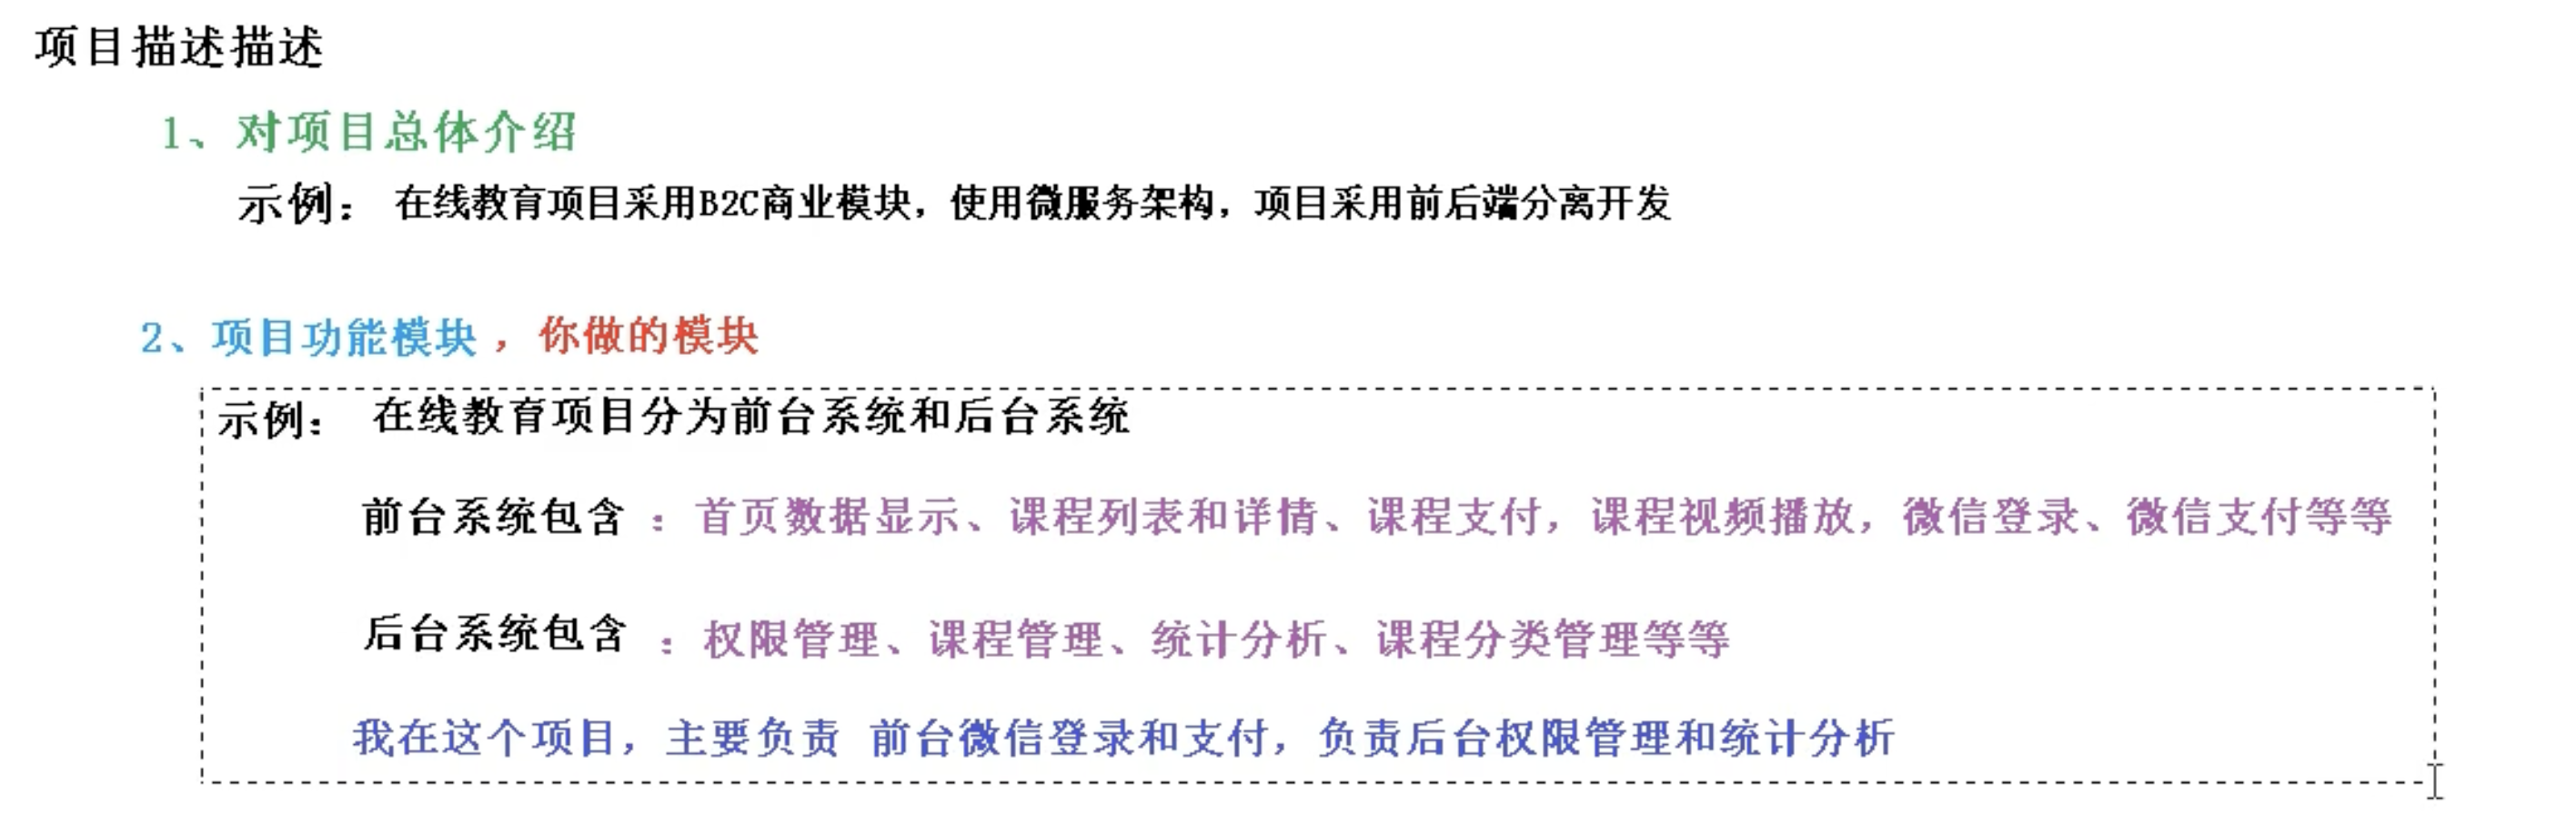 项目描述描述
1、对项目总体介绍
示例： 在线教育项目采用B2C商业模块，使用微服务架构，项目采用前后端分离开发
2、项目功能模块，你做的模块
示例： 在线教育项目分为前台系统和后台系统
前台系统包含 ：首页数据显示、课程列表和详情、课程支付，课程视频播放，微信登录、微信支付等等
后台系统包含 ：权限管理、课程管理、统计分析、课程分类管理等等
我在这个项目，主要负责 前台微信登录和支付，负责后台权限管理和统计分析